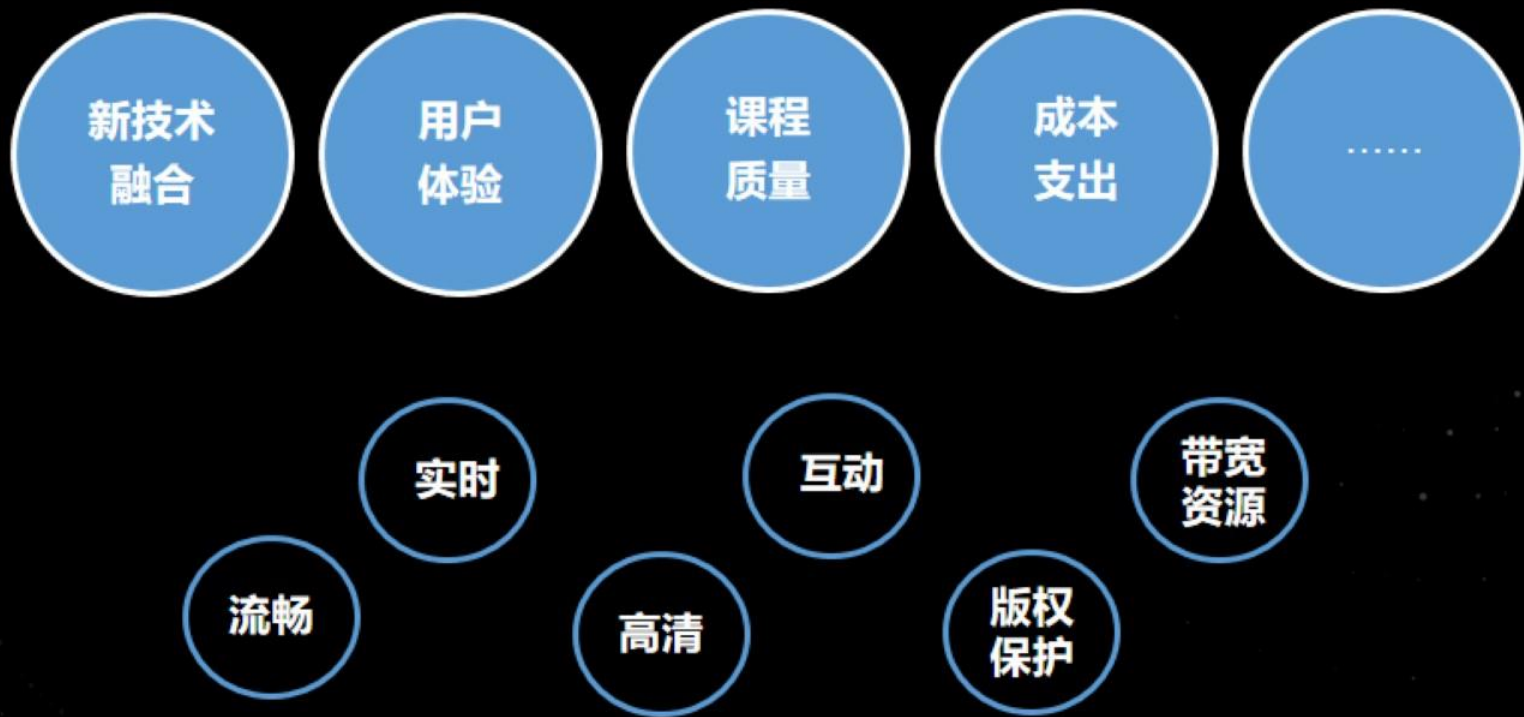 新技术
融合
用户
体验
课程
质量
成本
支出
……
实时
互动
带宽
资源
流畅
高清
版权
保护